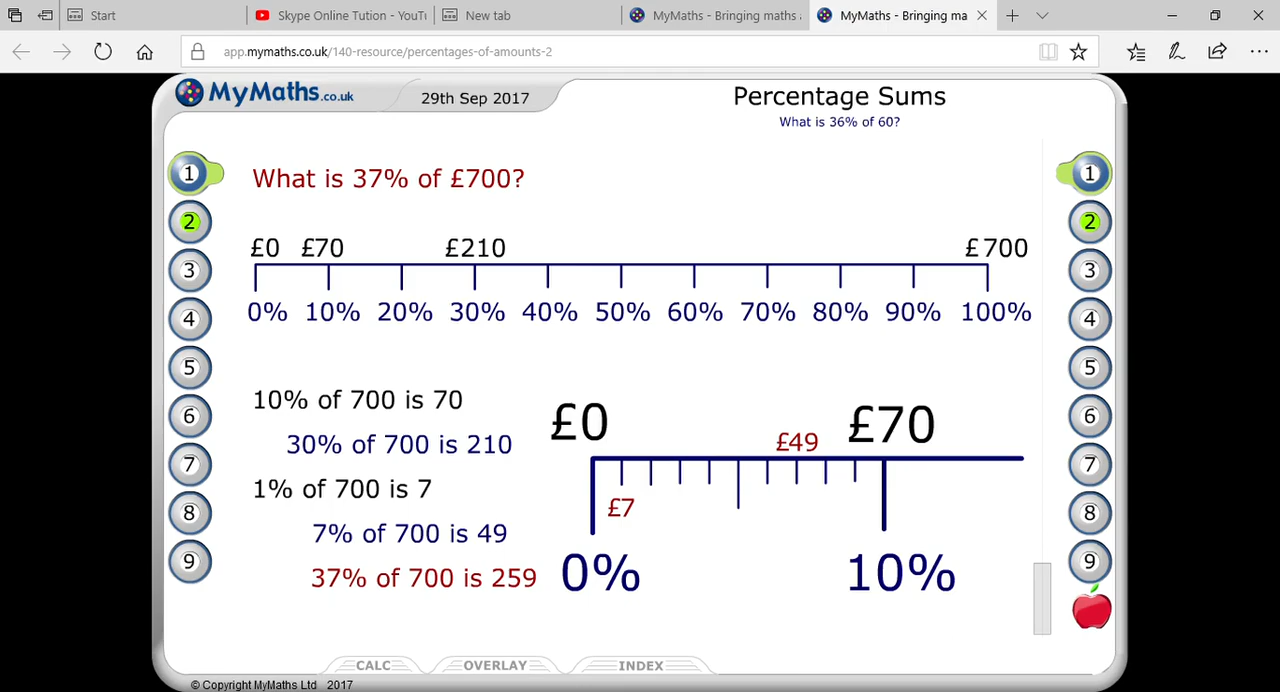 Start
Skype Online Tution - YouTu
New tab
MyMaths - Bringing maths a
MyMaths - Bringing ma
app.mymaths.co.uk/140-resource/percentages-of-amounts-2
MyMaths.co.uk
29th Sep 2017
Percentage Sums
What is 36% of 60?
What is 37% of £700?
£0 £70 £210 £700
0% 10% 20% 30% 40% 50% 60% 70% 80% 90% 100%
10% of 700 is 70
30% of 700 is 210
1% of 700 is 7
7% of 700 is 49
37% of 700 is 259
£0 £49 £70
£7
0% 10%
1
2
3
4
5
6
7
8
9
1
2
3
4
5
6
7
8
9
CALC OVERLAY INDEX
© Copyright MyMaths Ltd 2017